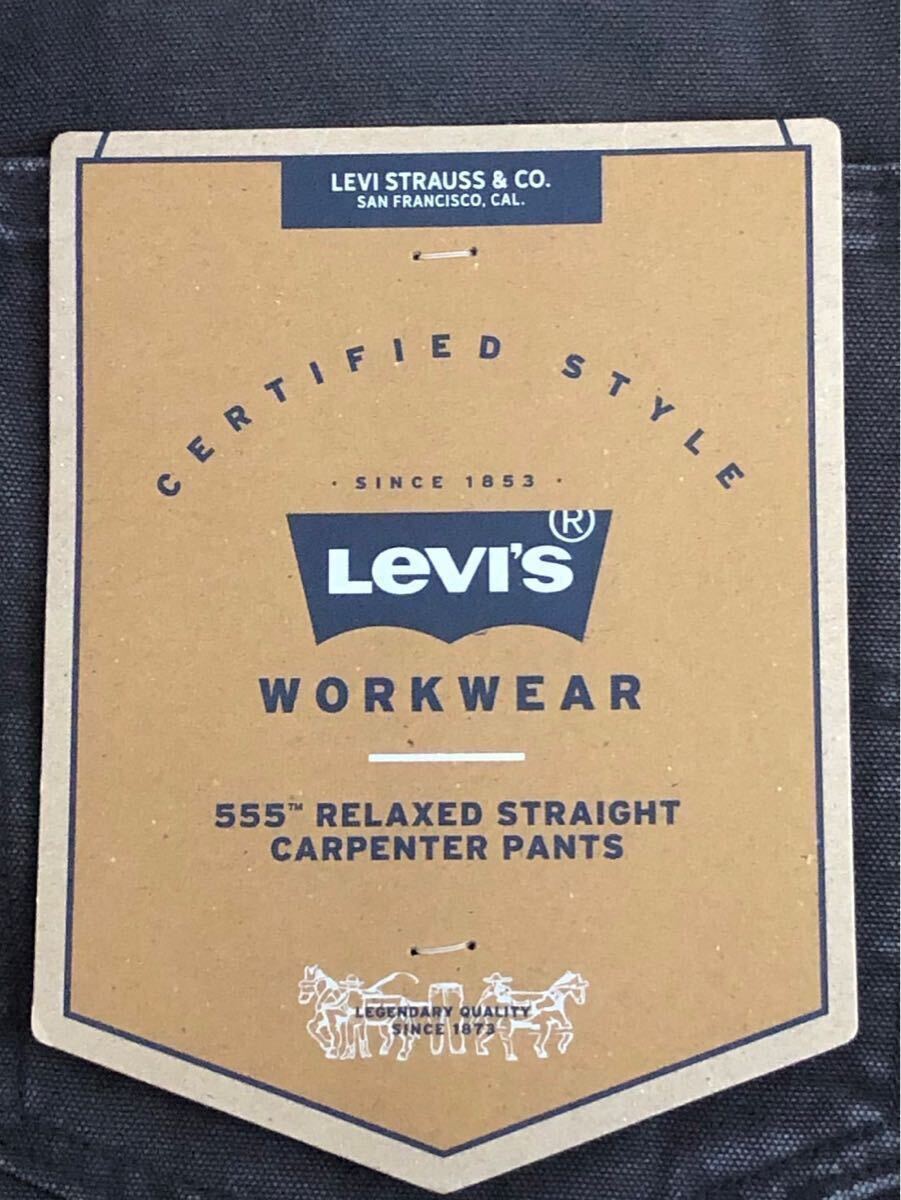 LEVI STRAUSS & CO.
SAN FRANCISCO, CAL.
CERTIFIED STYLE
· SINCE 1853 ·
Levi's®
WORKWEAR
555™ RELAXED STRAIGHT
CARPENTER PANTS
LEGENDARY QUALITY
SINCE 1873